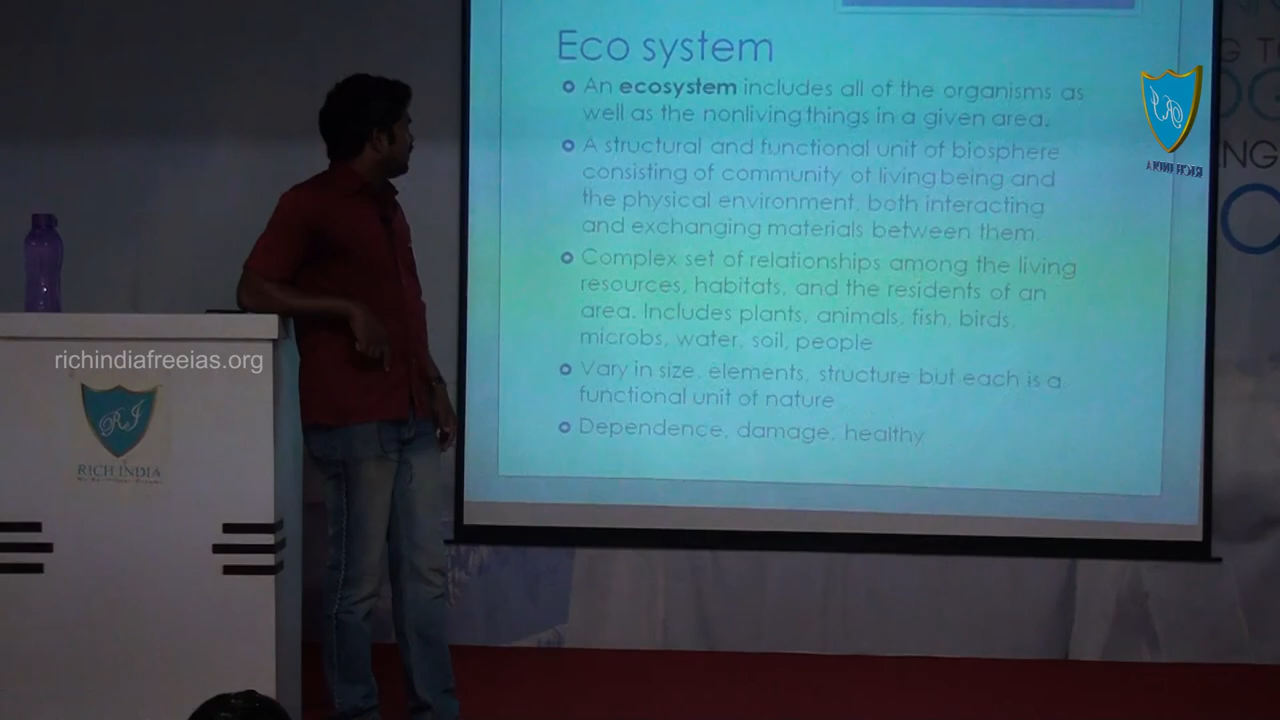 Eco system
An ecosystem includes all of the organisms as
well as the nonliving things in a given area.
A structural and functional unit of biosphere
consisting of community of living being and
the physical environment, both interacting
and exchanging materials between them.
Complex set of relationships among the living
resources, habitats, and the residents of an
area. Includes plants, animals, fish, birds,
microbs, water, soil, people
Vary in size, elements, structure but each is a
functional unit of nature
Dependence, damage, healthy
richindiafreeias.org
RI
RICH INDIA
G T
NG
C